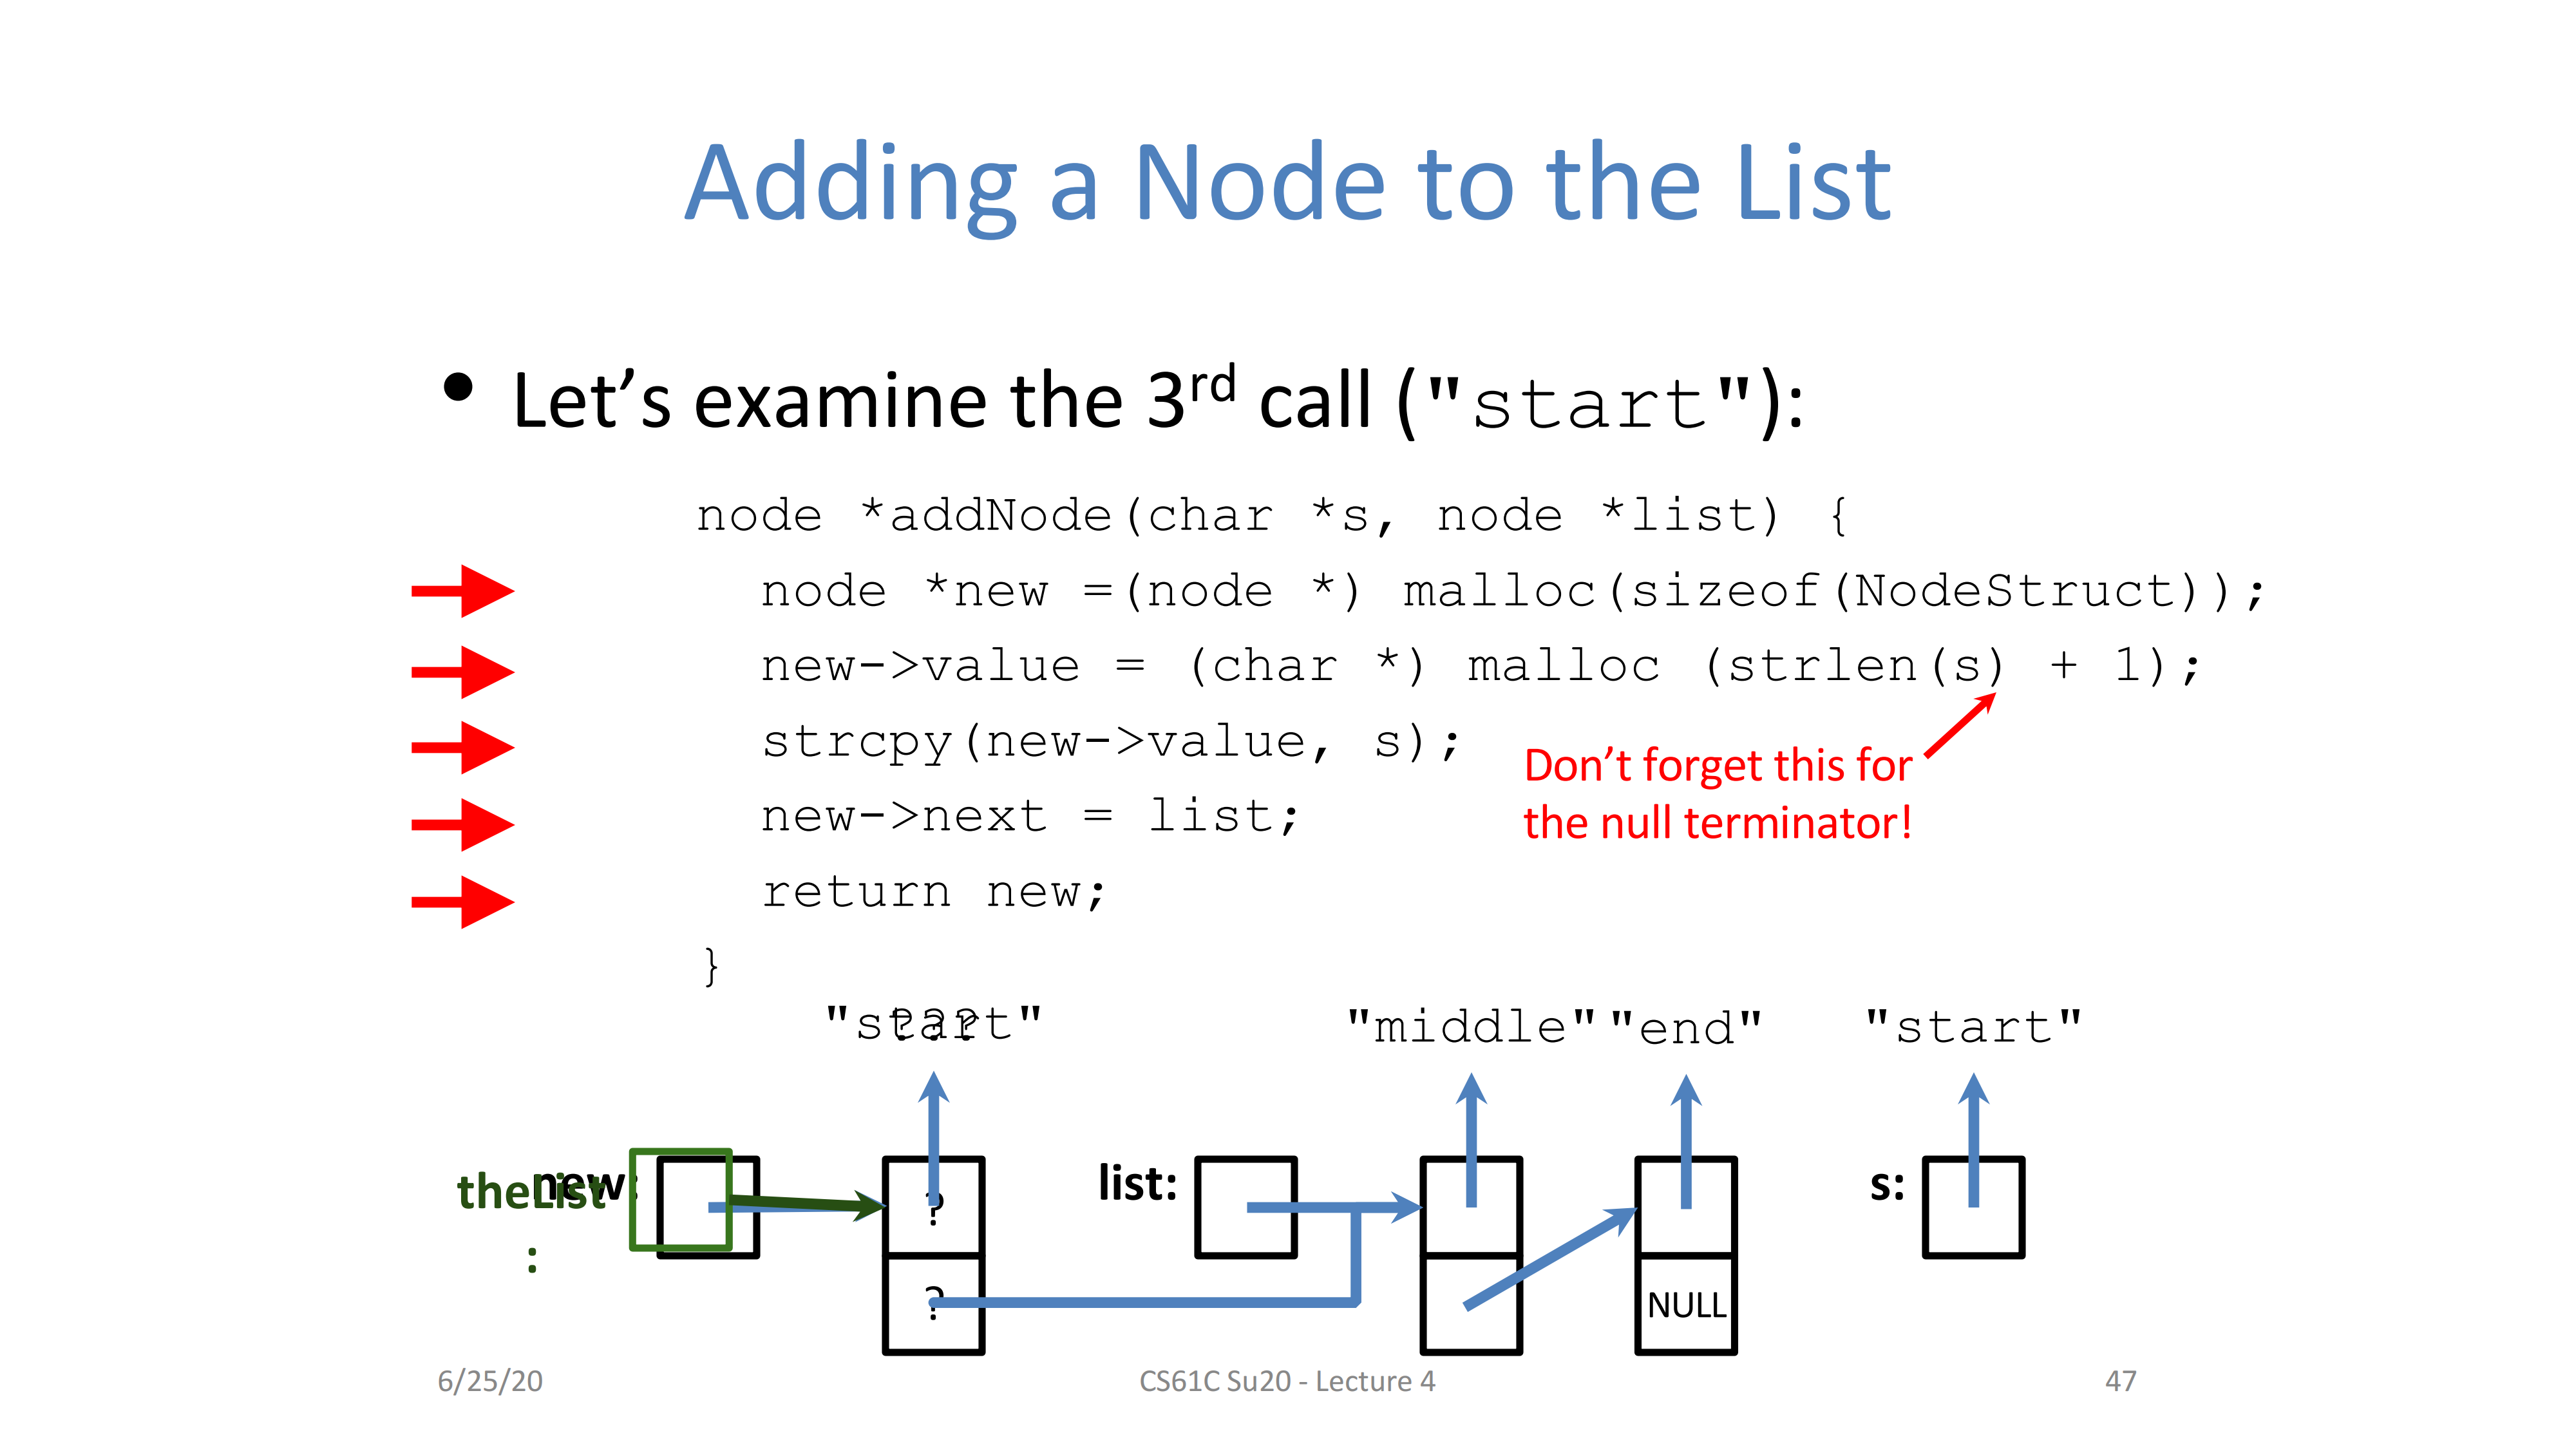 Adding a Node to the List
• Let’s examine the 3rd call ("start"):
node *addNode(char *s, node *list) {
node *new =(node *) malloc(sizeof(NodeStruct));
new->value = (char *) malloc (strlen(s) + 1);
strcpy(new->value, s);
Don’t forget this for
the null terminator!
new->next = list;
return new;
}
"start" ??? "middle" "end" "start"
theList: new: ? list: s:
? NULL
6/25/20 CS61C Su20 - Lecture 4 47